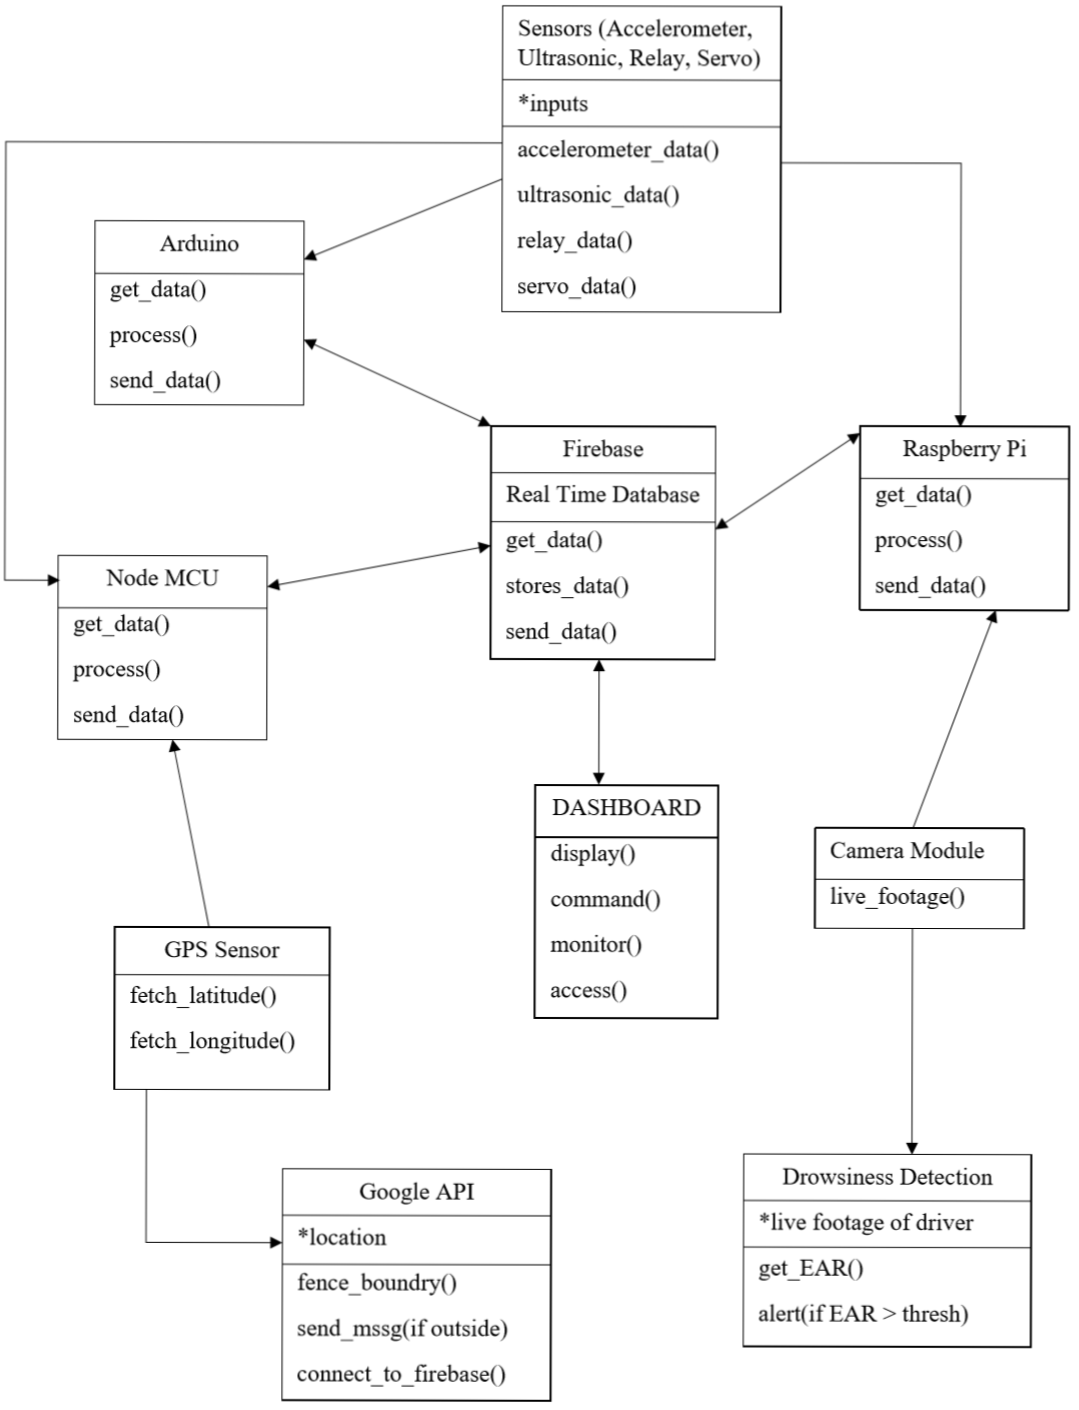 Sensors (Accelerometer,
Ultrasonic, Relay, Servo)
*inputs
accelerometer_data()
ultrasonic_data()
relay_data()
servo_data()
Arduino
get_data()
process()
send_data()
Firebase
Real Time Database
get_data()
stores_data()
send_data()
Raspberry Pi
get_data()
process()
send_data()
Node MCU
get_data()
process()
send_data()
DASHBOARD
display()
command()
monitor()
access()
Camera Module
live_footage()
GPS Sensor
fetch_latitude()
fetch_longitude()
Google API
*location
fence_boundry()
send_mssg(if outside)
connect_to_firebase()
Drowsiness Detection
*live footage of driver
get_EAR()
alert(if EAR > thresh)